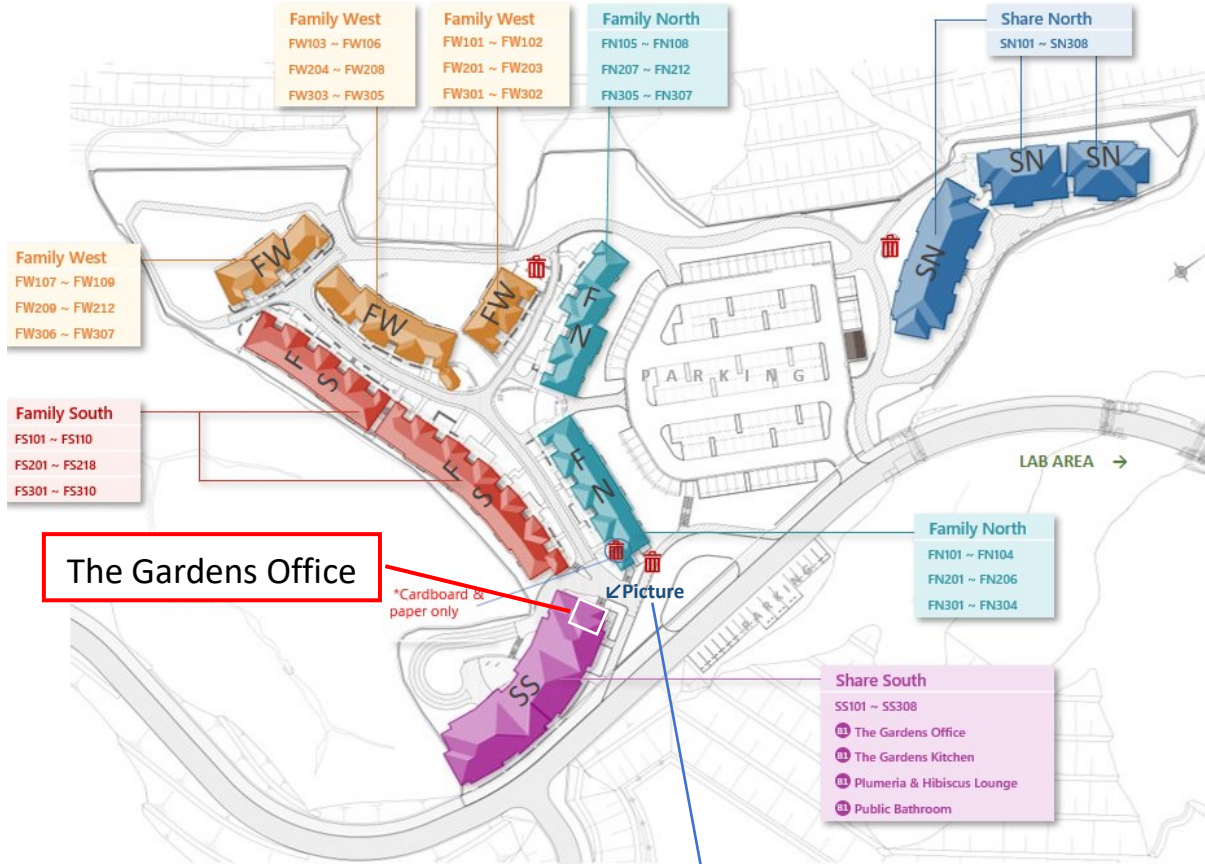 Family West
FW103 ~ FW106
FW204 ~ FW208
FW303 ~ FW305
Family West
FW101 ~ FW102
FW201 ~ FW203
FW301 ~ FW302
Family North
FN105 ~ FN108
FN207 ~ FN212
FN305 ~ FN307
Share North
SN101 ~ SN308
SN
SN
SN
Family West
FW107 ~ FW109
FW209 ~ FW212
FW306 ~ FW307
FW
FW
FW
F N
PARKING
Family South
FS101 ~ FS110
FS201 ~ FS218
FS301 ~ FS310
F S
F S
F N
LAB AREA →
Family North
FN101 ~ FN104
FN201 ~ FN206
FN301 ~ FN304
The Gardens Office
*Cardboard &
paper only
↙Picture
PARKING
SS
Share South
SS101 ~ SS308
B1 The Gardens Office
B1 The Gardens Kitchen
B1 Plumeria & Hibiscus Lounge
B1 Public Bathroom